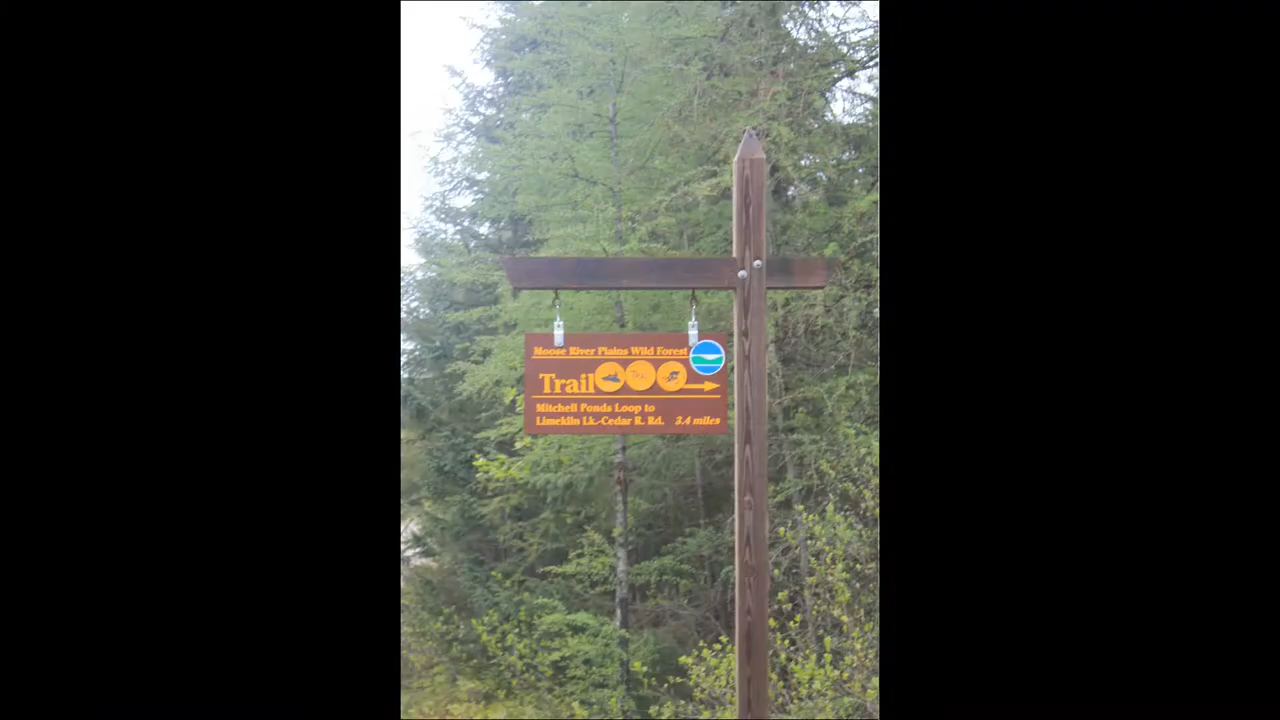 Moose River Plains Wild Forest
Trail
Mitchell Ponds Loop to
Limekiln Lk.-Cedar R. Rd. 3.4 miles